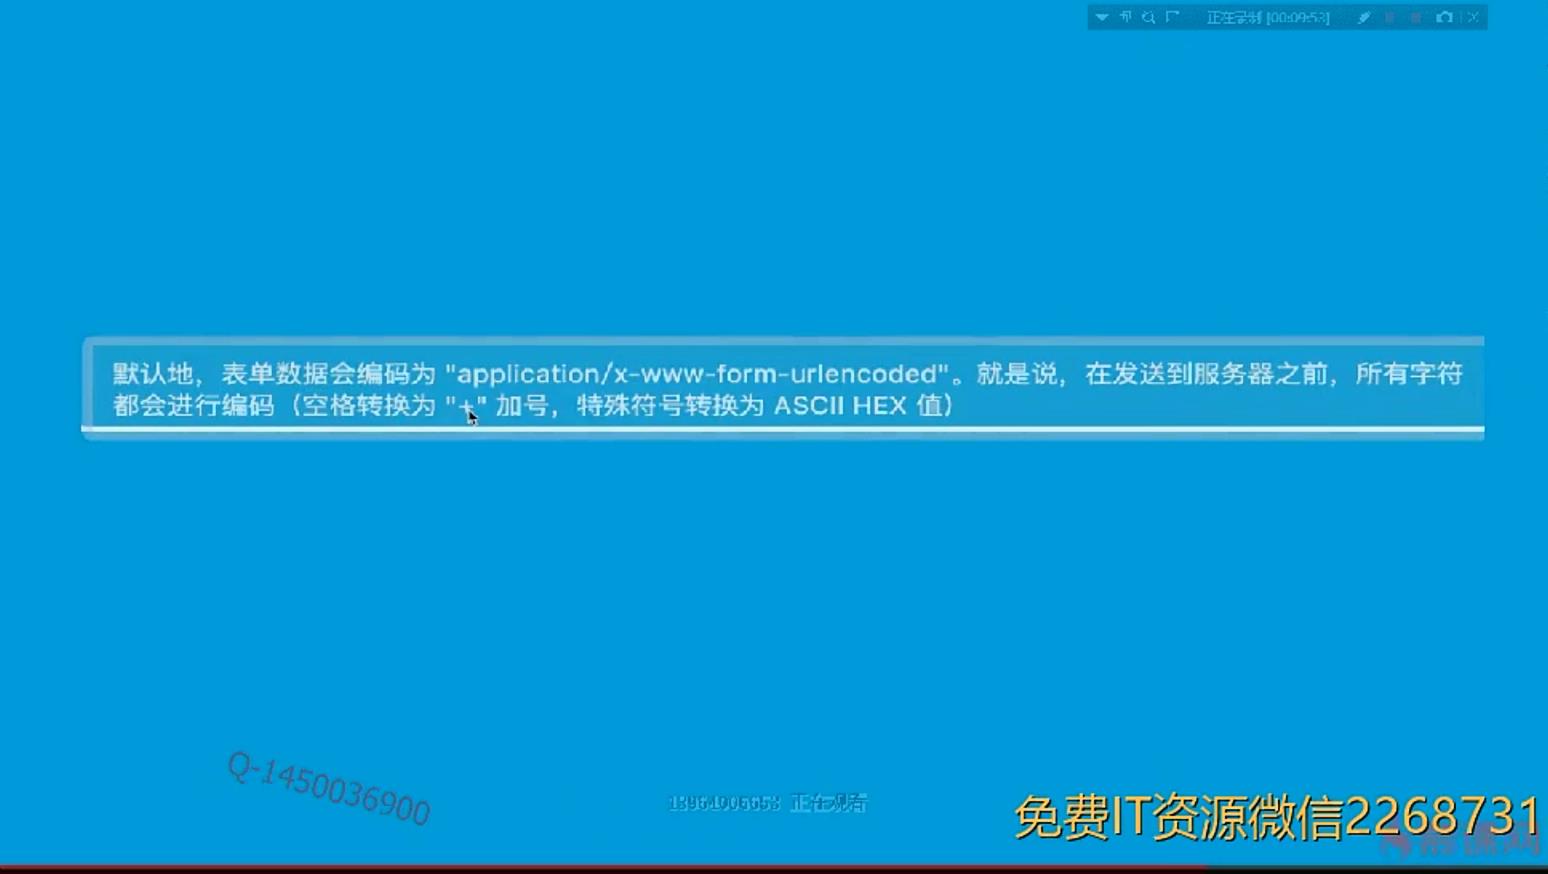 正在录制 [00:09:53]
默认地，表单数据会编码为 "application/x-www-form-urlencoded"。就是说，在发送到服务器之前，所有字符
都会进行编码（空格转换为 "+" 加号，特殊符号转换为 ASCII HEX 值）
Q-1450036900
正在观看
免费IT资源微信2268731